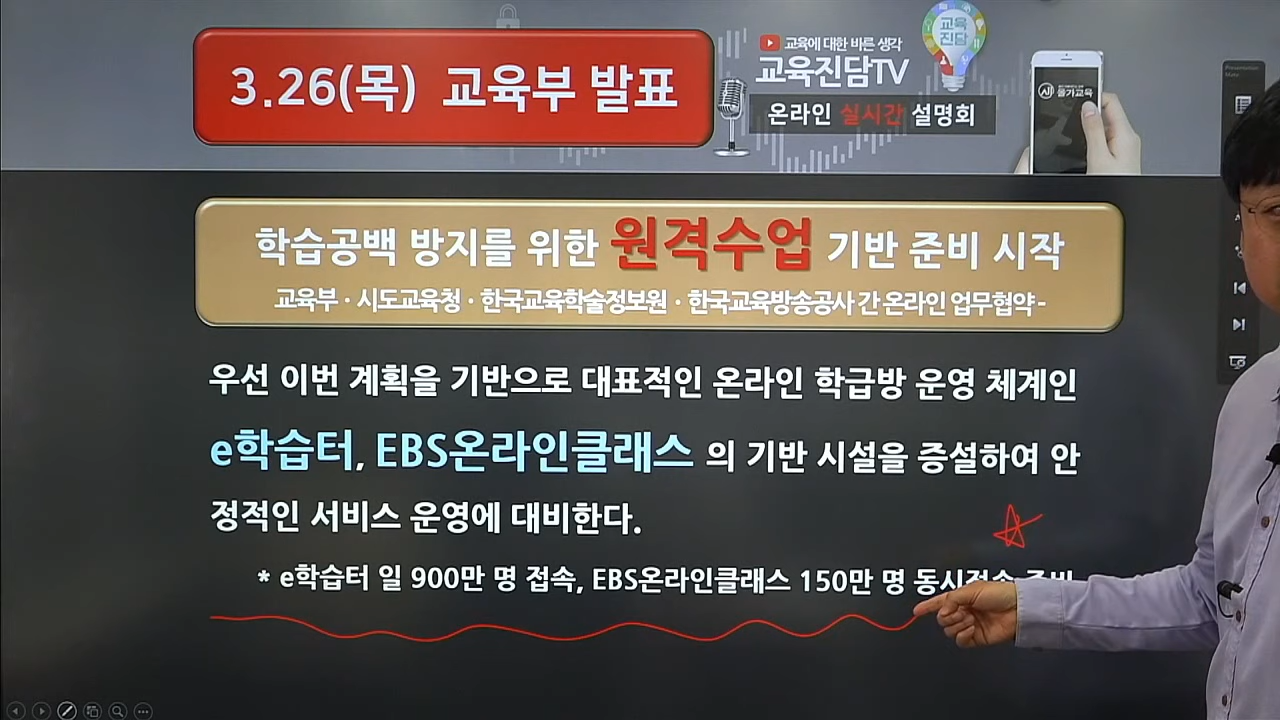 3.26(목) 교육부 발표
교육에 대한 바른 생각
교육진담TV
교육
진담
온라인 실시간 설명회
종가교육
학습공백 방지를 위한 원격수업 기반 준비 시작
교육부 · 시도교육청 · 한국교육학술정보원 · 한국교육방송공사 간 온라인 업무협약 -
우선 이번 계획을 기반으로 대표적인 온라인 학급방 운영 체계인
e학습터, EBS온라인클래스 의 기반 시설을 증설하여 안
정적인 서비스 운영에 대비한다.
* e학습터 일 900만 명 접속, EBS온라인클래스 150만 명 동시접속 준비